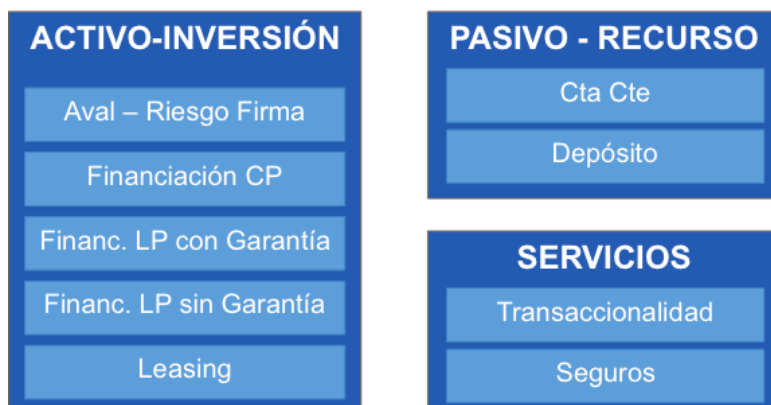 ACTIVO-INVERSIÓN
Aval – Riesgo Firma
Financiación CP
Financ. LP con Garantía
Financ. LP sin Garantía
Leasing
PASIVO - RECURSO
Cta Cte
Depósito
SERVICIOS
Transaccionalidad
Seguros